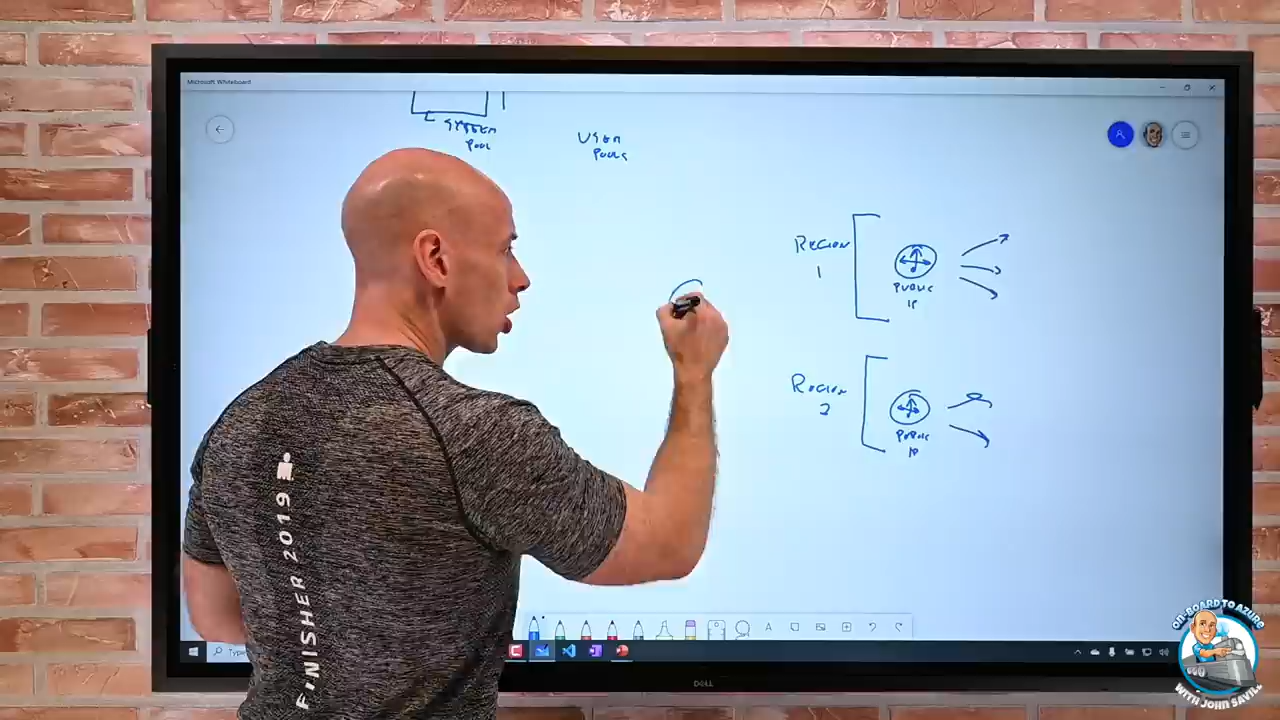 Microsoft Whiteboard
SYSTEM
POOL
USER
POOLS
REGION
1
PUBLIC
IP
REGION
2
PUBLIC
IP
FINISHER 2019
A
Type
DELL
ON-BOARD TO AZURE
WITH JOHN SAVILL